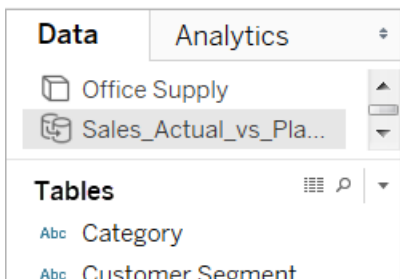 Data Analytics
Office Supply
Sales_Actual_vs_Pla...
Tables
Abc Category
Abc Customer Segment